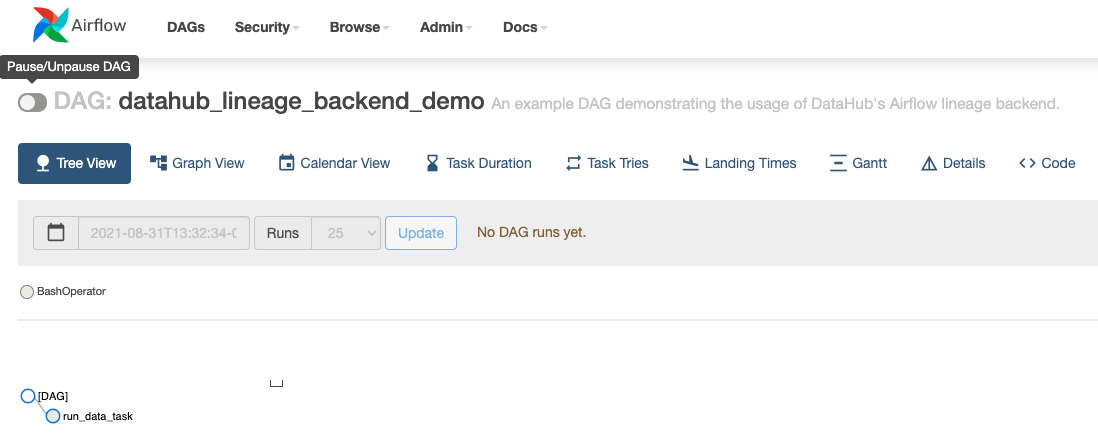 Airflow DAGs Security Browse Admin Docs
Pause/Unpause DAG
DAG: datahub_lineage_backend_demo An example DAG demonstrating the usage of DataHub's Airflow lineage backend.
Tree View Graph View Calendar View Task Duration Task Tries Landing Times Gantt Details Code
2021-08-31T13:32:34-0 Runs 25 Update No DAG runs yet.
BashOperator
[DAG]
run_data_task